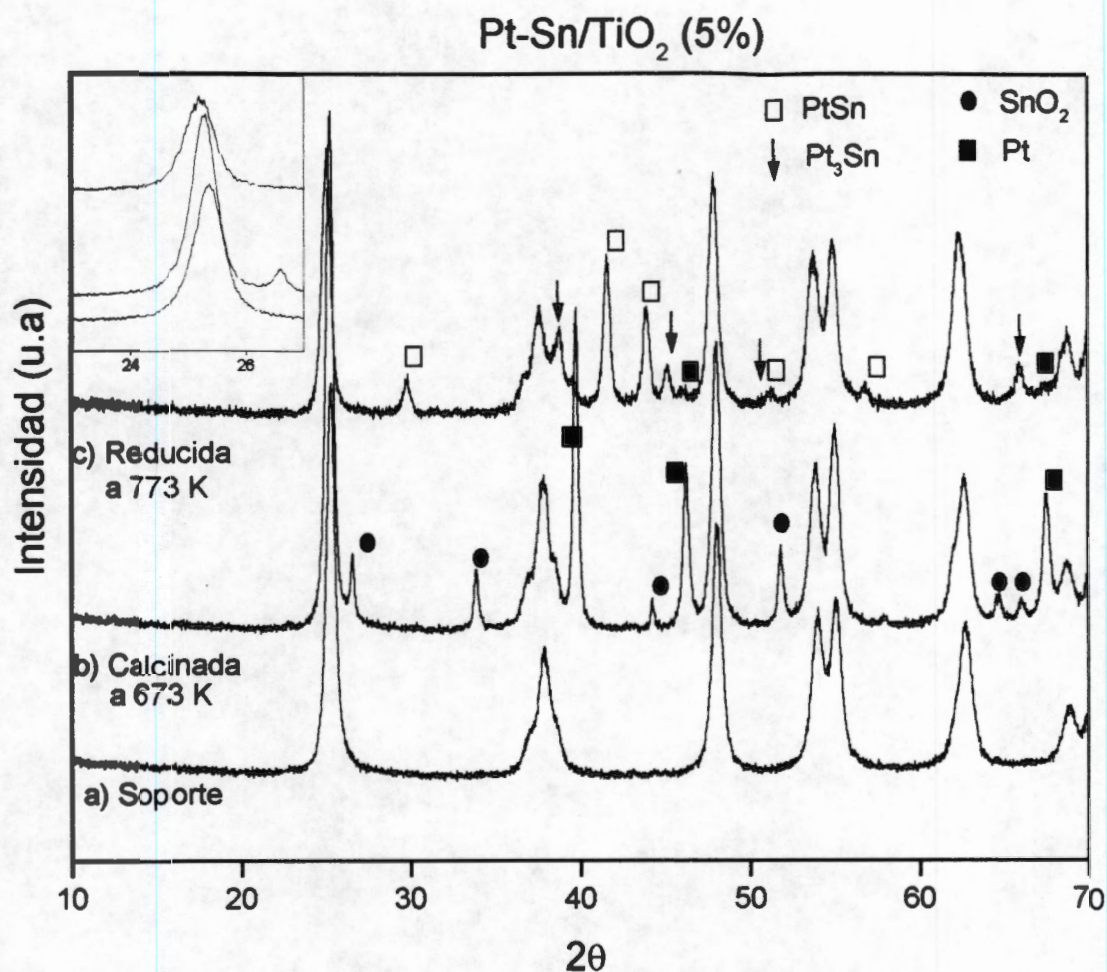 Pt-Sn/TiO₂ (5%)
PtSn
SnO₂
Pt₃Sn
Pt
24 26
c) Reducida
a 773 K
b) Calcinada
a 673 K
a) Soporte
Intensidad (u.a)
10 20 30 40 50 60 70
2θ